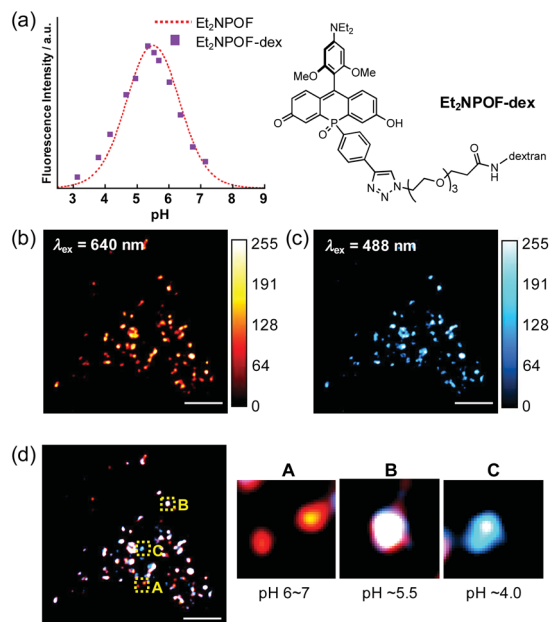 (a)
Et₂NPOF
Et₂NPOF-dex
Fluorescence Intensity / a.u.
2 3 4 5 6 7 8 9
pH
NEt₂
MeO
OMe
O
P
O
OH
Et₂NPOF-dex
N
N
N
O
3
O
N
H
dextran
(b)
λex = 640 nm
255
191
128
64
0
(c)
λex = 488 nm
255
191
128
64
0
(d)
B
C
A
A
B
C
pH 6~7
pH ~5.5
pH ~4.0